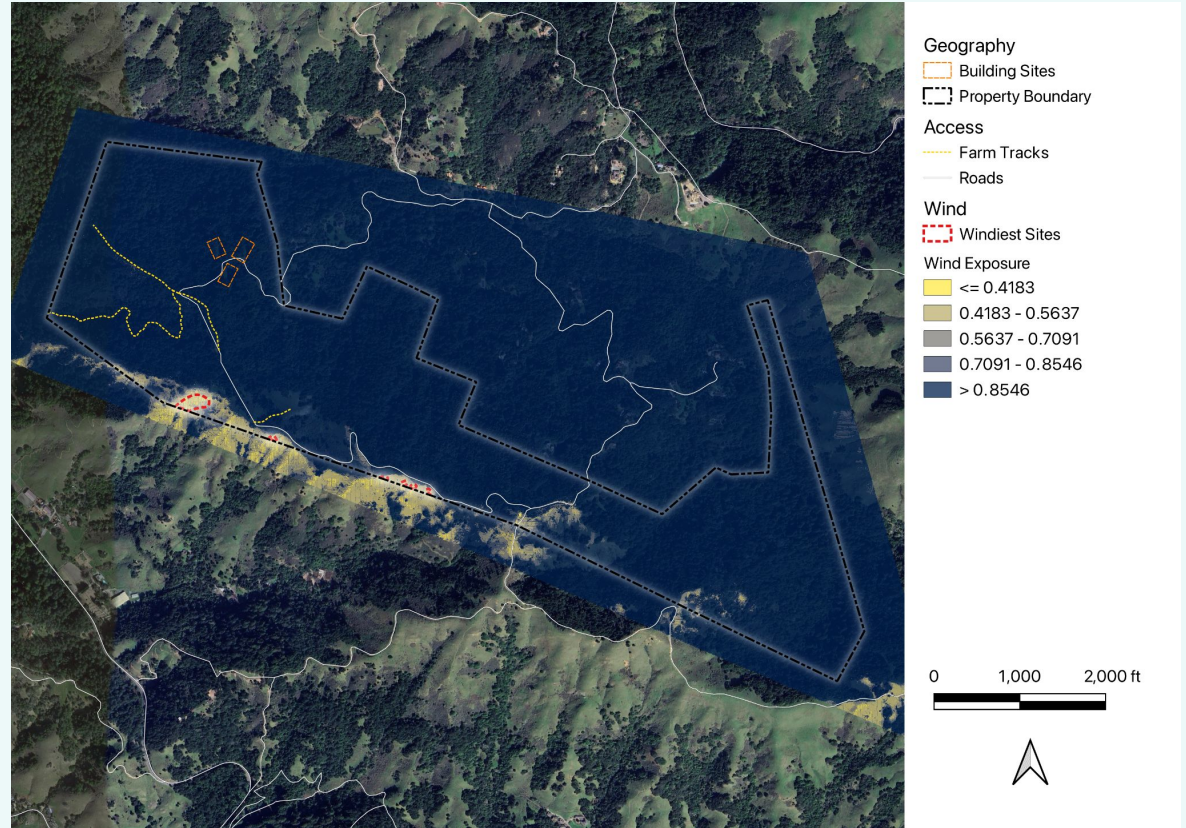 Geography
Building Sites
Property Boundary
Access
Farm Tracks
Roads
Wind
Windiest Sites
Wind Exposure
<= 0.4183
0.4183 - 0.5637
0.5637 - 0.7091
0.7091 - 0.8546
> 0.8546
0 1,000 2,000 ft